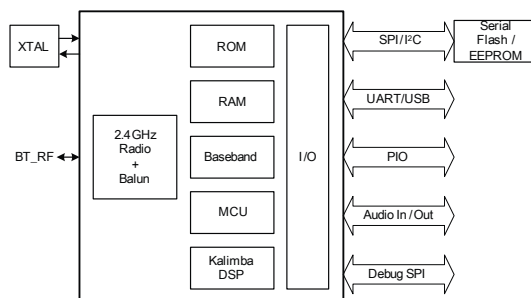 XTAL
BT_RF
2.4GHz
Radio
+
Balun
ROM
RAM
Baseband
MCU
Kalimba
DSP
I/O
SPI/I²C
UART/USB
PIO
Audio In/Out
Debug SPI
Serial
Flash /
EEPROM